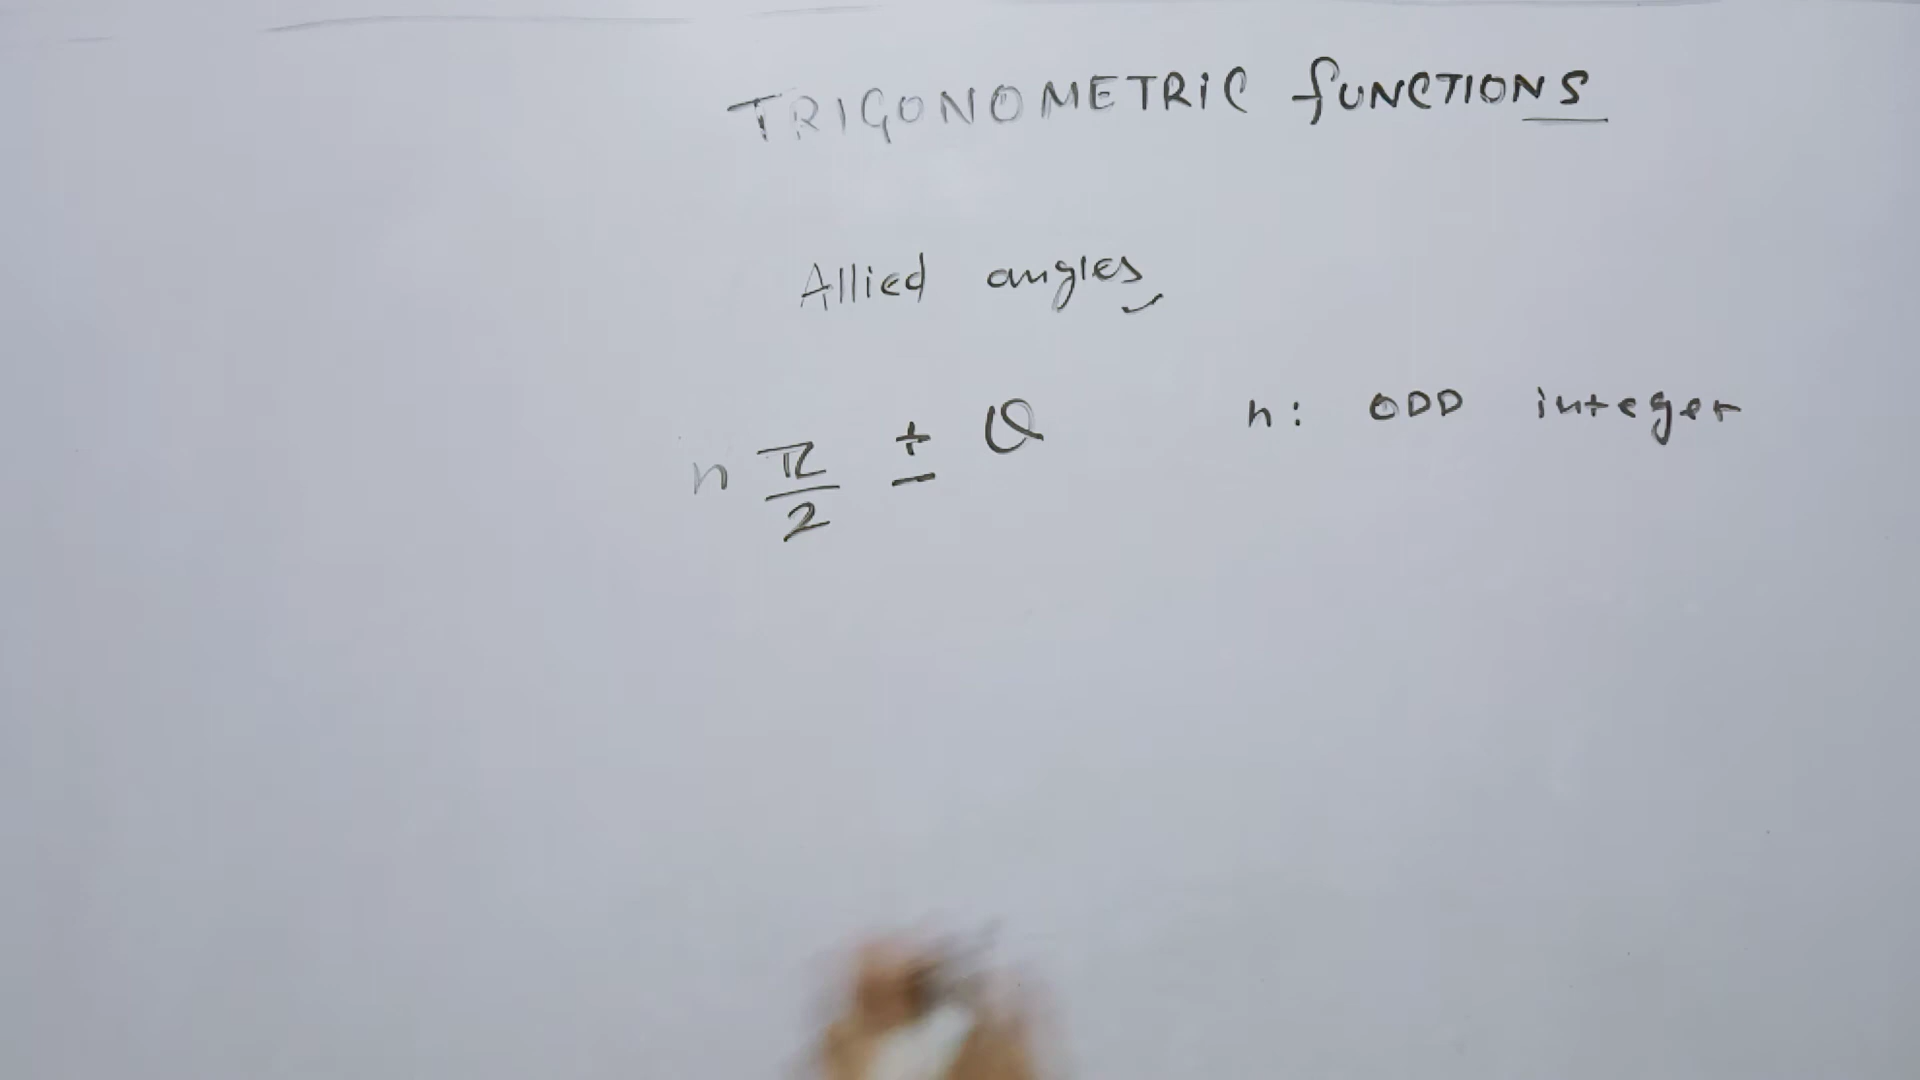 TRIGONOMETRIC fUNCTIONS
Allied angles
n π/2 ± θ n: ODD integer